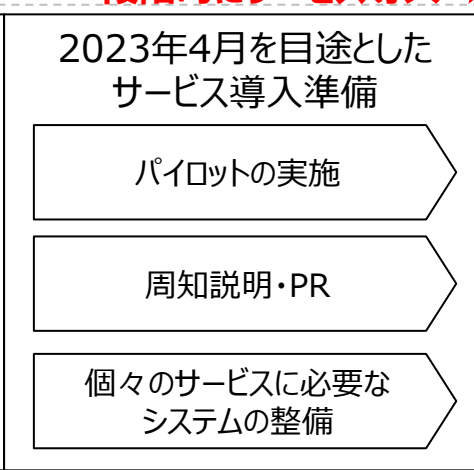 2023年4月を目途とした
サービス導入準備
パイロットの実施
周知説明・PR
個々のサービスに必要な
システムの整備